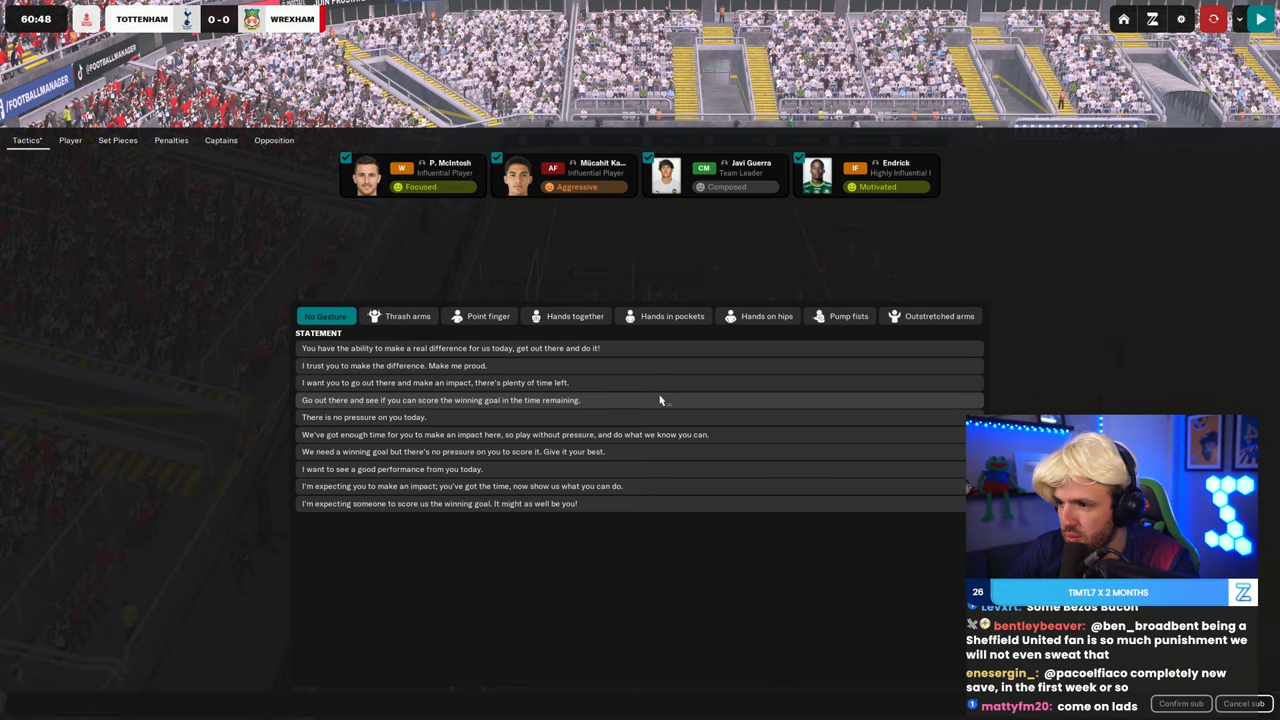 60:48
TOTTENHAM
0 - 0
WREXHAM
@FOOTBALLMANAGER
/FOOTBALLMANAGER
Tactics*
Player
Set Pieces
Penalties
Captains
Opposition
W
P. McIntosh
Influential Player
Focused
AF
Mücahit Ka...
Influential Player
Aggressive
CM
Javi Guerra
Team Leader
Composed
IF
Endrick
Highly Influential
Motivated
No Gesture
Thrash arms
Point finger
Hands together
Hands in pockets
Hands on hips
Pump fists
Outstretched arms
STATEMENT
You have the ability to make a real difference for us today, get out there and do it!
I trust you to make the difference. Make me proud.
I want you to go out there and make an impact, there's plenty of time left.
Go out there and see if you can score the winning goal in the time remaining.
There is no pressure on you today.
We've got enough time for you to make an impact here, so play without pressure, and do what we know you can.
We need a winning goal but there's no pressure on you to score it. Give it your best.
I want to see a good performance from you today.
I'm expecting you to make an impact; you've got the time, now show us what you can do.
I'm expecting someone to score us the winning goal. It might as well be you!
26
TIMTL7 X 2 MONTHS
Levxrt: Some Bezos Bacon
bentleybeaver: @ben_broadbent being a
Sheffield United fan is so much punishment we
will not even sweat that
enesergin_: @pacoelfiaco completely new
save, in the first week or so
1
mattyfm20: come on lads
Confirm sub
Cancel sub